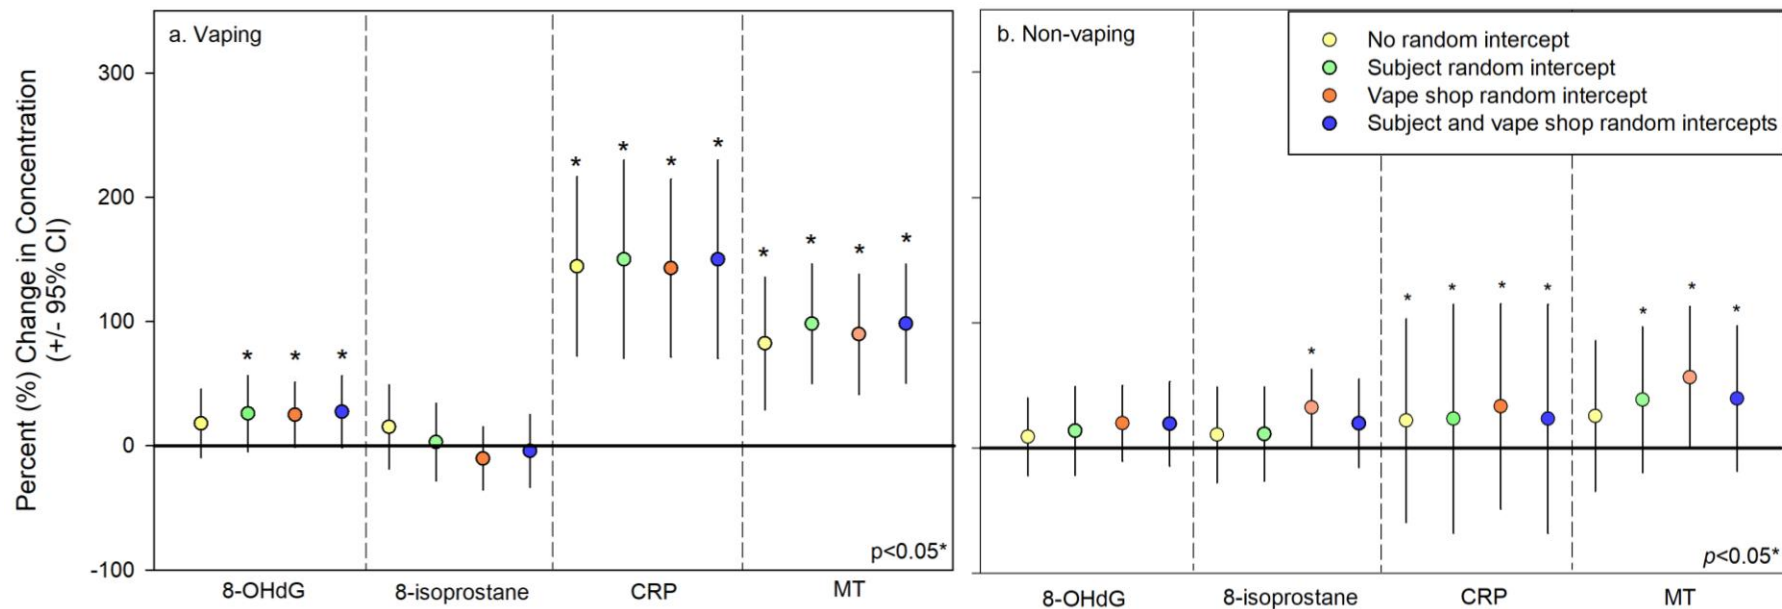 a. Vaping
b. Non-vaping
No random intercept
Subject random intercept
Vape shop random intercept
Subject and vape shop random intercepts
Percent (%) Change in Concentration
(+/- 95% CI)
300
200
100
0
-100
* * *
* * * *
* * * *
*
* * * *
* * *
p<0.05*
p<0.05*
8-OHdG 8-isoprostane CRP MT
8-OHdG 8-isoprostane CRP MT